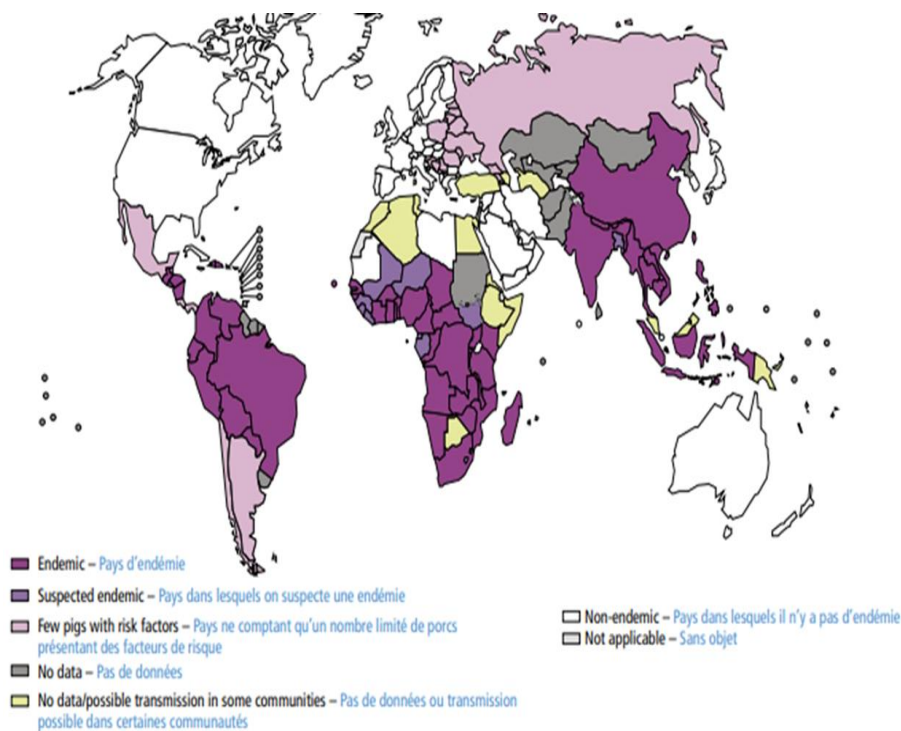 Endemic – Pays d'endémie
Suspected endemic – Pays dans lesquels on suspecte une endémie
Few pigs with risk factors – Pays ne comptant qu'un nombre limité de porcs
présentant des facteurs de risque
No data – Pas de données
No data/possible transmission in some communities – Pas de données ou transmission
possible dans certaines communautés
Non-endemic – Pays dans lesquels il n'y a pas d'endémie
Not applicable – Sans objet